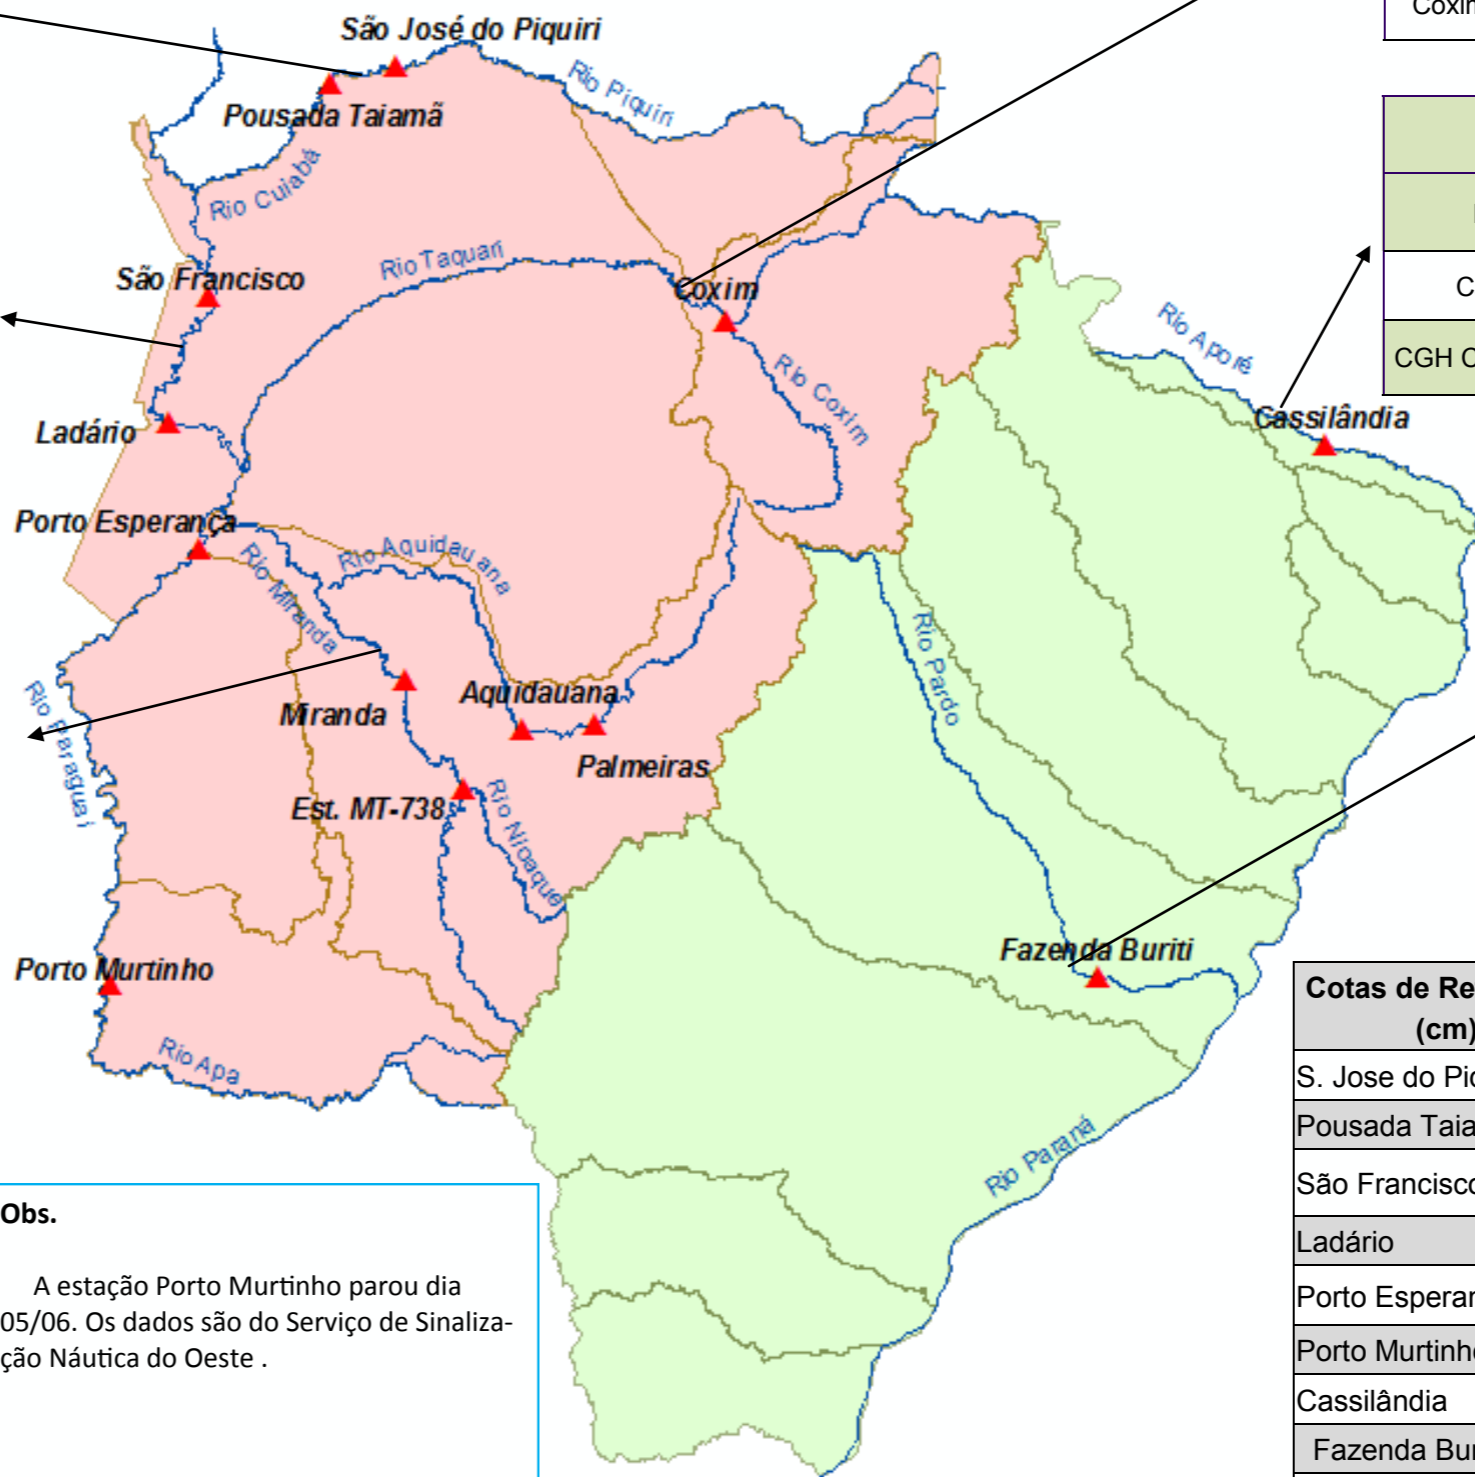 São José do Piquiri
Pousada Taiamã
Rio Piquiri
Rio Cuiabá
São Francisco
Rio Taquari
Coxim
Rio Coxim
Rio Aporé
Cassilândia
Ladário
Porto Esperança
Rio Aquidauana
Rio Miranda
Rio Paraguai
Miranda
Aquidauana
Palmeiras
Rio Pardo
Est. MT-738
Rio Nioaque
Porto Murtinho
Rio Apa
Fazenda Buriti
Rio Paraná
CGH C
Cotas de Re
(cm)
S. Jose do Pi
Pousada Taia
São Francisco
Ladário
Porto Espera
Porto Murtinh
Cassilândia
Fazenda Bu
Obs.
A estação Porto Murtinho parou dia
05/06. Os dados são do Serviço de Sinaliza-
ção Náutica do Oeste .